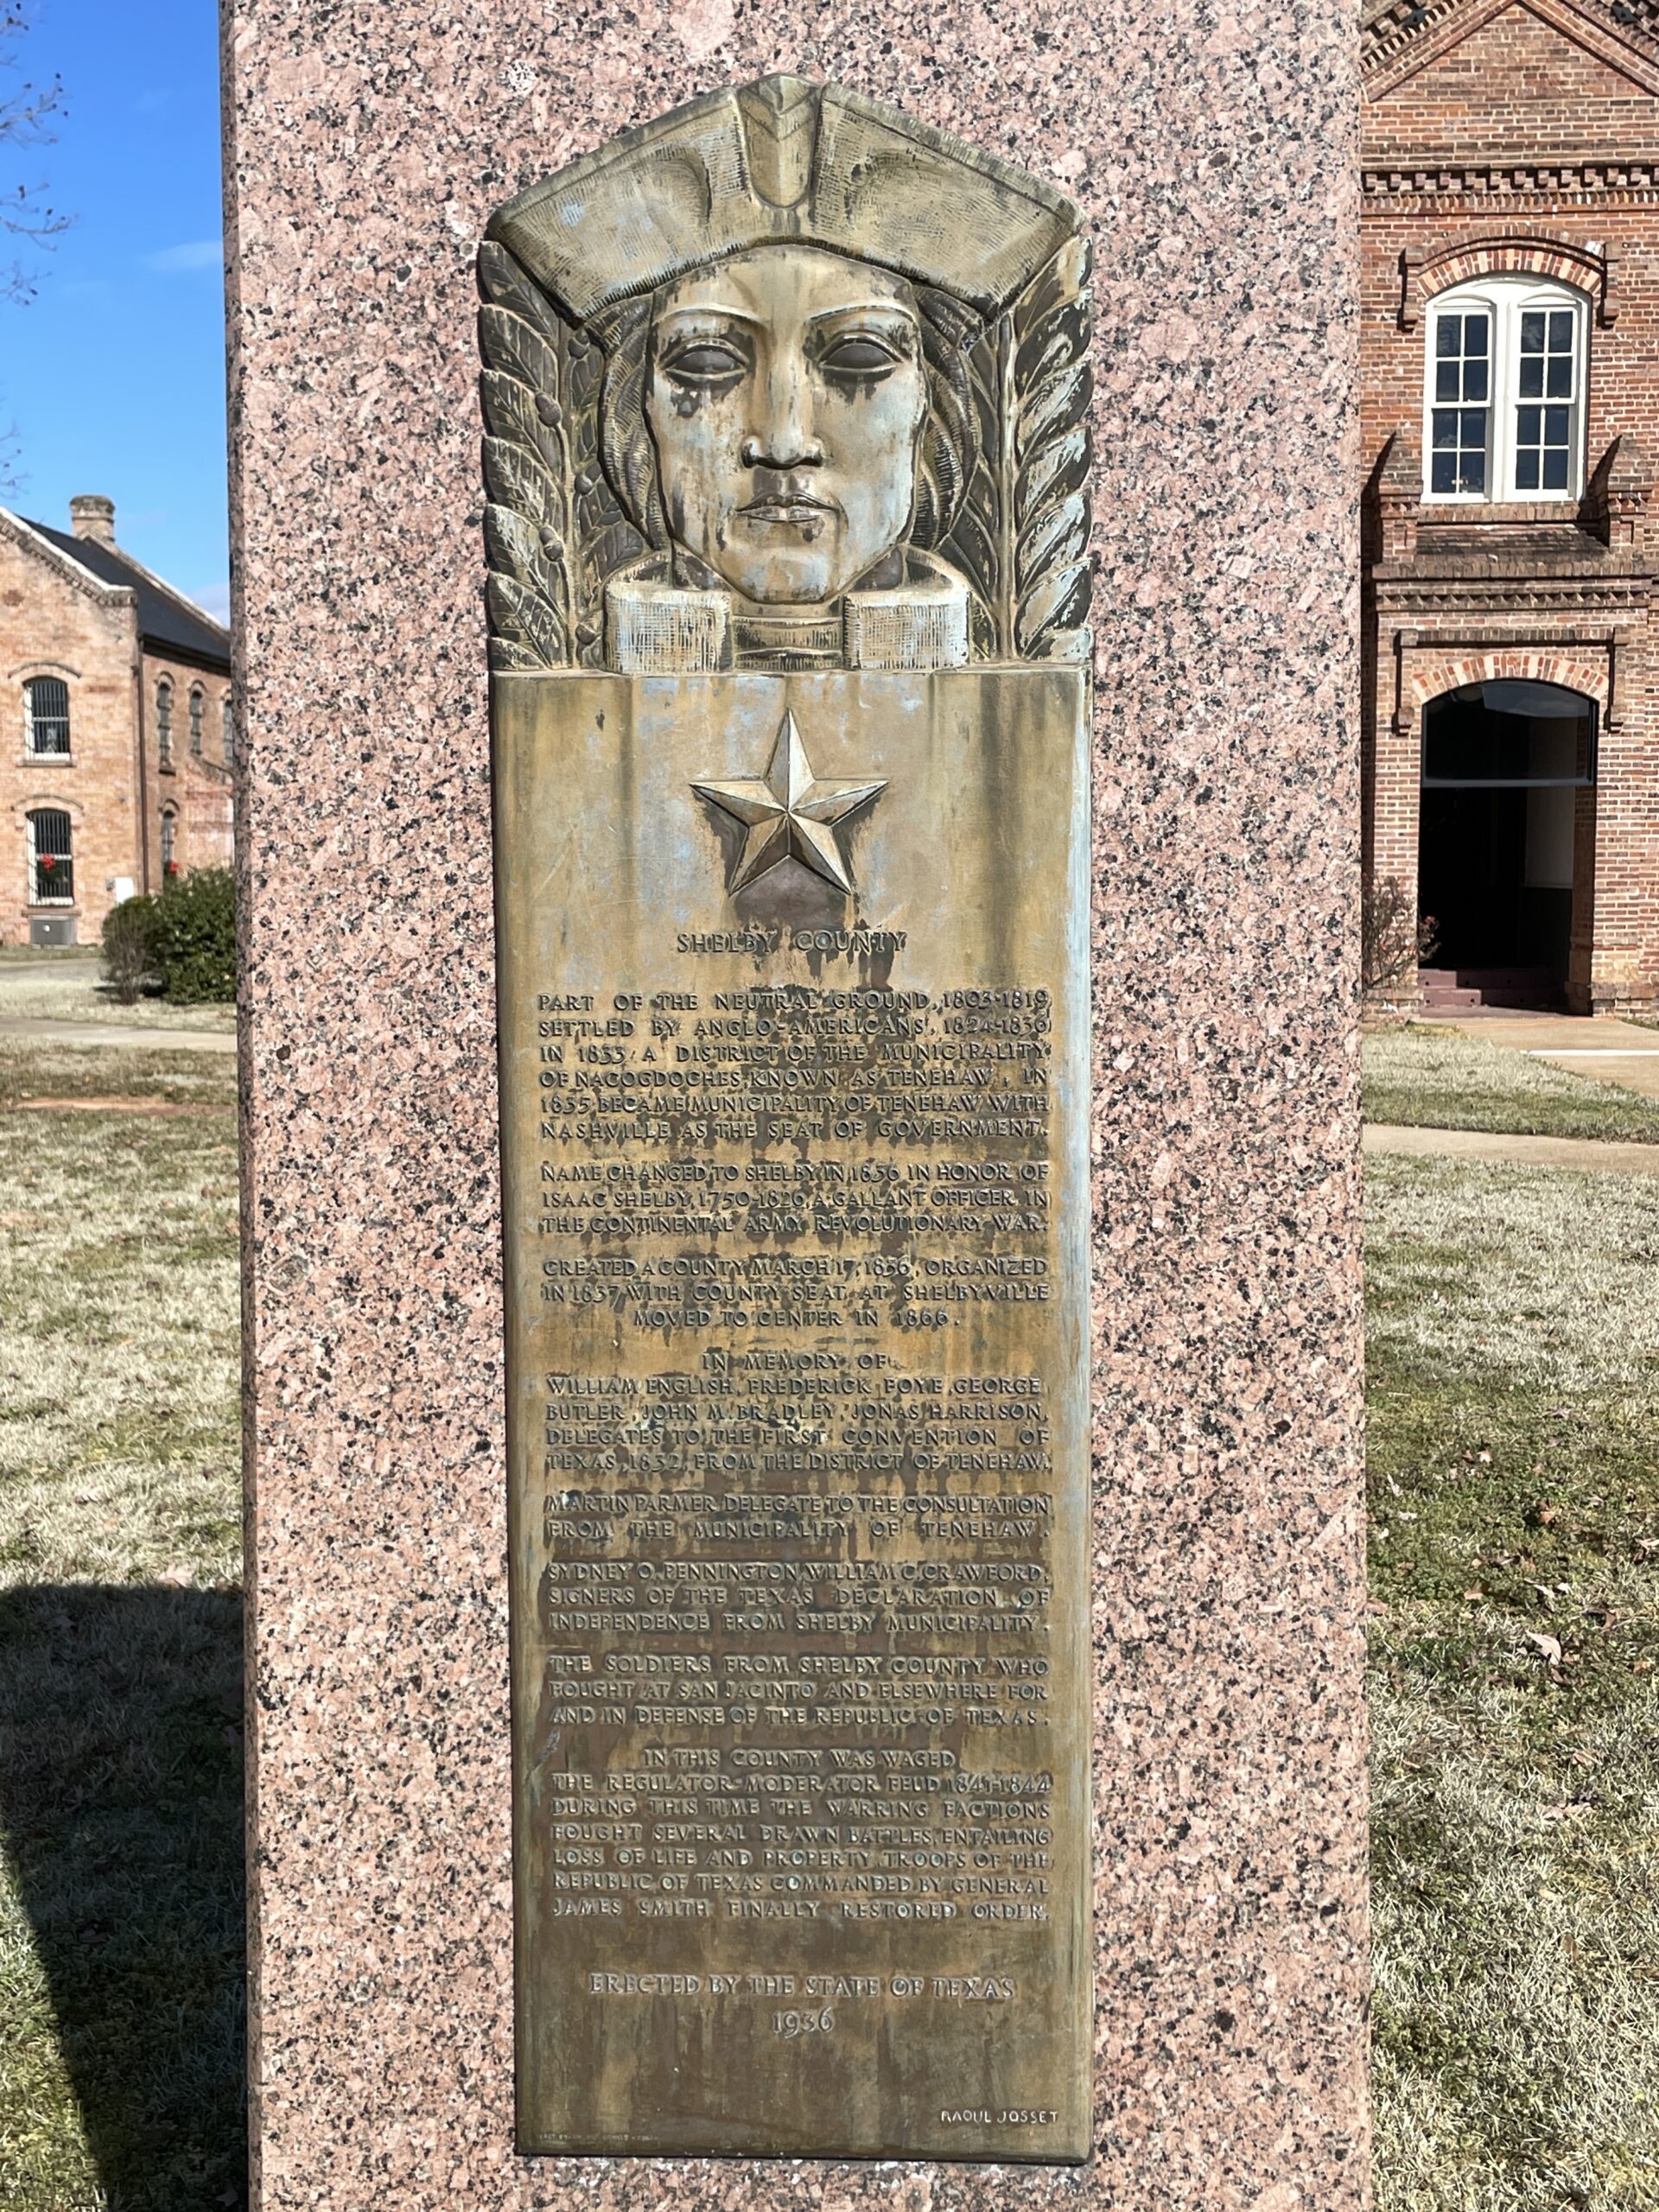 SHELBY COUNTY
PART OF THE NEUTRAL GROUND, 1803-1819
SETTLED BY ANGLO-AMERICANS, 1824-1836
IN 1833 A DISTRICT OF THE MUNICIPALITY
OF NACOGDOCHES, KNOWN AS TENEHAW, IN
1835 BECAME MUNICIPALITY OF TENEHAW WITH
NASHVILLE AS THE SEAT OF GOVERNMENT.
NAME CHANGED TO SHELBY IN 1836 IN HONOR OF
ISAAC SHELBY, 1750-1826, A GALLANT OFFICER IN
THE CONTINENTAL ARMY, REVOLUTIONARY WAR.
CREATED A COUNTY MARCH 17, 1836, ORGANIZED
IN 1837 WITH COUNTY SEAT AT SHELBYVILLE
MOVED TO CENTER IN 1866.
IN MEMORY OF
WILLIAM ENGLISH, FREDERICK FOYE, GEORGE
BUTLER, JOHN M. BRADLEY, JONAS HARRISON,
DELEGATES TO THE FIRST CONVENTION OF
TEXAS, 1832, FROM THE DISTRICT OF TENEHAW.
MARTIN PARMER DELEGATE TO THE CONSULTATION
FROM THE MUNICIPALITY OF TENEHAW.
SYDNEY O. PENNINGTON, WILLIAM C. CRAWFORD,
SIGNERS OF THE TEXAS DECLARATION OF
INDEPENDENCE FROM SHELBY MUNICIPALITY.
THE SOLDIERS FROM SHELBY COUNTY WHO
FOUGHT AT SAN JACINTO AND ELSEWHERE FOR
AND IN DEFENSE OF THE REPUBLIC OF TEXAS.
IN THIS COUNTY WAS WAGED
THE REGULATOR-MODERATOR FEUD 1841-1844
DURING THIS TIME THE WARRING FACTIONS
FOUGHT SEVERAL DRAWN BATTLES, ENTAILING
LOSS OF LIFE AND PROPERTY. TROOPS OF THE
REPUBLIC OF TEXAS COMMANDED BY GENERAL
JAMES SMITH FINALLY RESTORED ORDER.
ERECTED BY THE STATE OF TEXAS
1936
RAOUL JOSSET